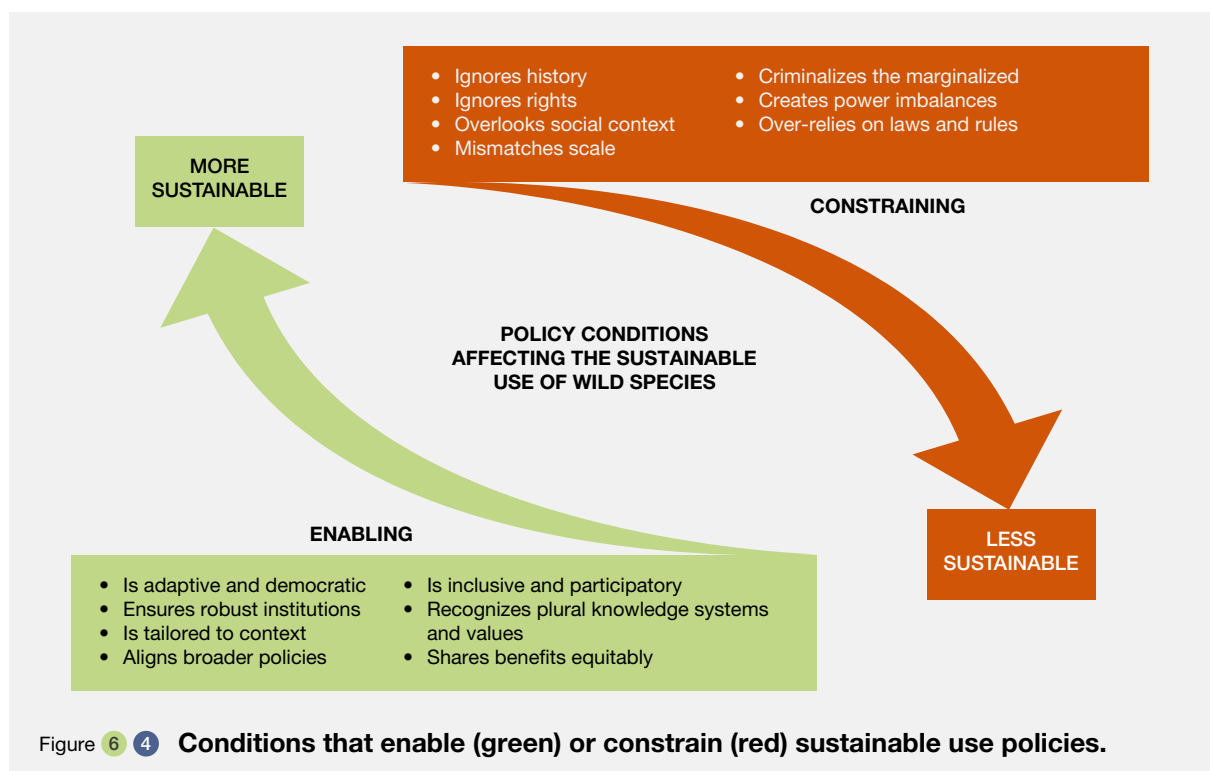 • Ignores history
• Ignores rights
• Overlooks social context
• Mismatches scale
• Criminalizes the marginalized
• Creates power imbalances
• Over-relies on laws and rules
MORE
SUSTAINABLE
CONSTRAINING
POLICY CONDITIONS
AFFECTING THE SUSTAINABLE
USE OF WILD SPECIES
ENABLING
LESS
SUSTAINABLE
• Is adaptive and democratic
• Ensures robust institutions
• Is tailored to context
• Aligns broader policies
• Is inclusive and participatory
• Recognizes plural knowledge systems
and values
• Shares benefits equitably
Figure 6 4 Conditions that enable (green) or constrain (red) sustainable use policies.